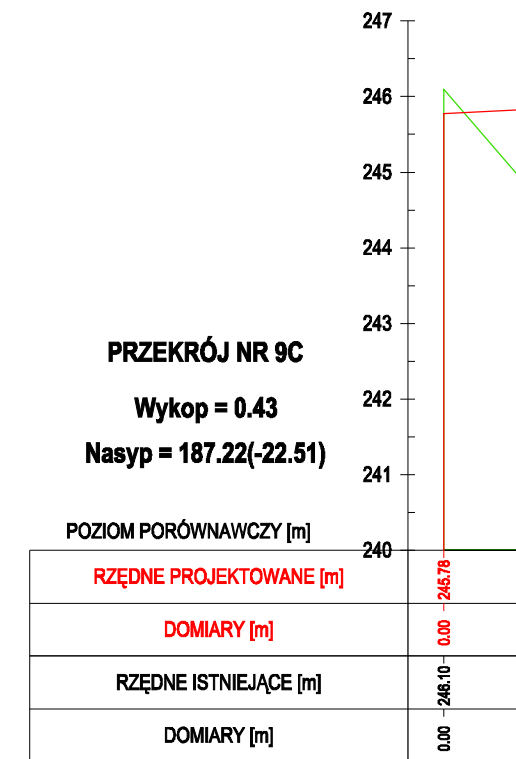 247
246
245
244
243
242
241
240
PRZEKRÓJ NR 9C
Wykop = 0.43
Nasyp = 187.22(-22.51)
POZIOM PORÓWNAWCZY [m]
RZĘDNE PROJEKTOWANE [m] 245.78
DOMIARY [m] 0.00
RZĘDNE ISTNIEJĄCE [m] 246.10
DOMIARY [m] 0.00